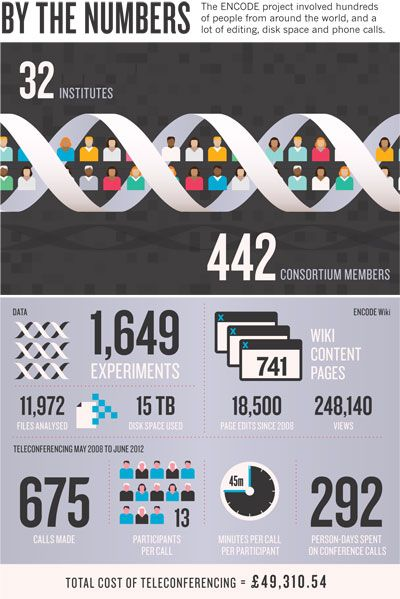 BY THE NUMBERS
The ENCODE project involved hundreds
of people from around the world, and a
lot of editing, disk space and phone calls.
32 INSTITUTES
442 CONSORTIUM MEMBERS
DATA
1,649
EXPERIMENTS
11,972
FILES ANALYSED
15 TB
DISK SPACE USED
ENCODE Wiki
X
X
X
741
WIKI
CONTENT
PAGES
18,500
PAGE EDITS SINCE 2008
248,140
VIEWS
TELECONFERENCING MAY 2008 TO JUNE 2012
675
CALLS MADE
13
PARTICIPANTS
PER CALL
45m
MINUTES PER CALL
PER PARTICIPANT
292
PERSON-DAYS SPENT
ON CONFERENCE CALLS
TOTAL COST OF TELECONFERENCING = £49,310.54